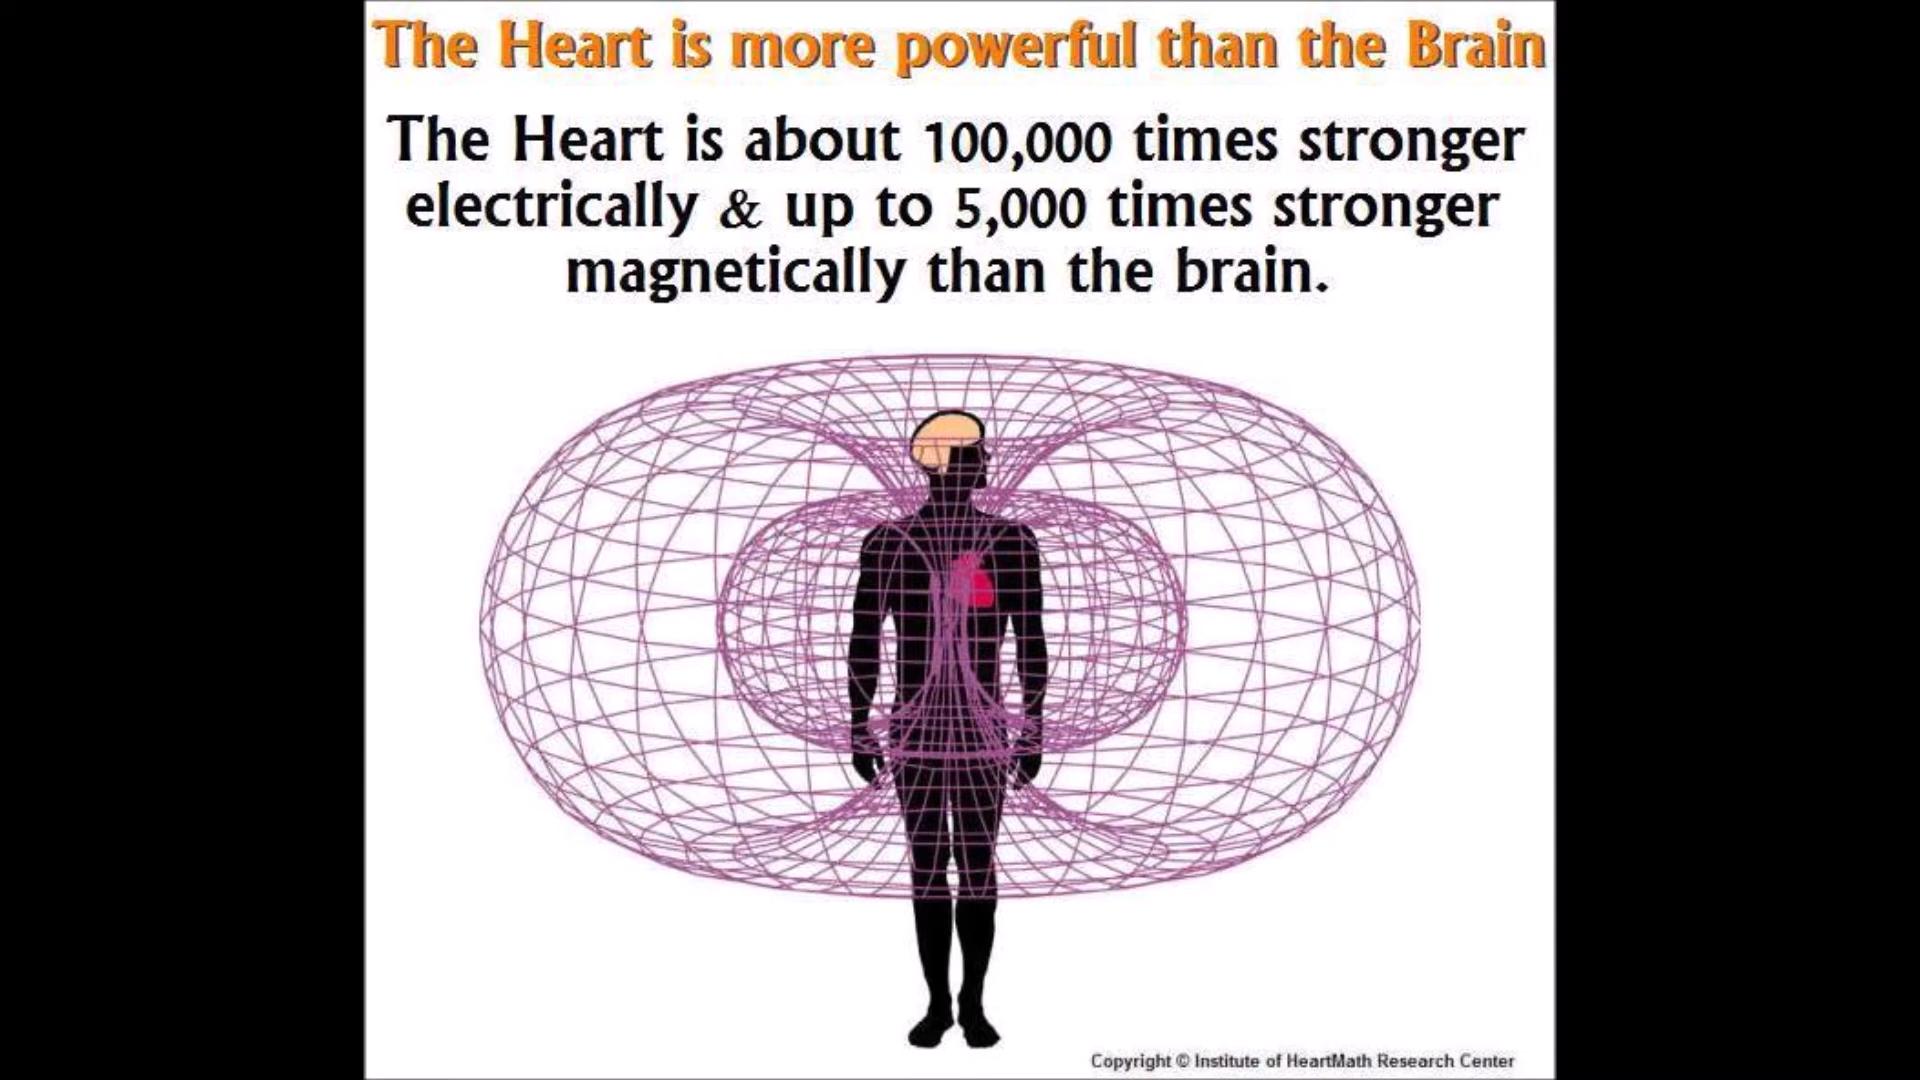 The Heart is more powerful than the Brain
The Heart is about 100,000 times stronger
electrically & up to 5,000 times stronger
magnetically than the brain.
Copyright © Institute of HeartMath Research Center